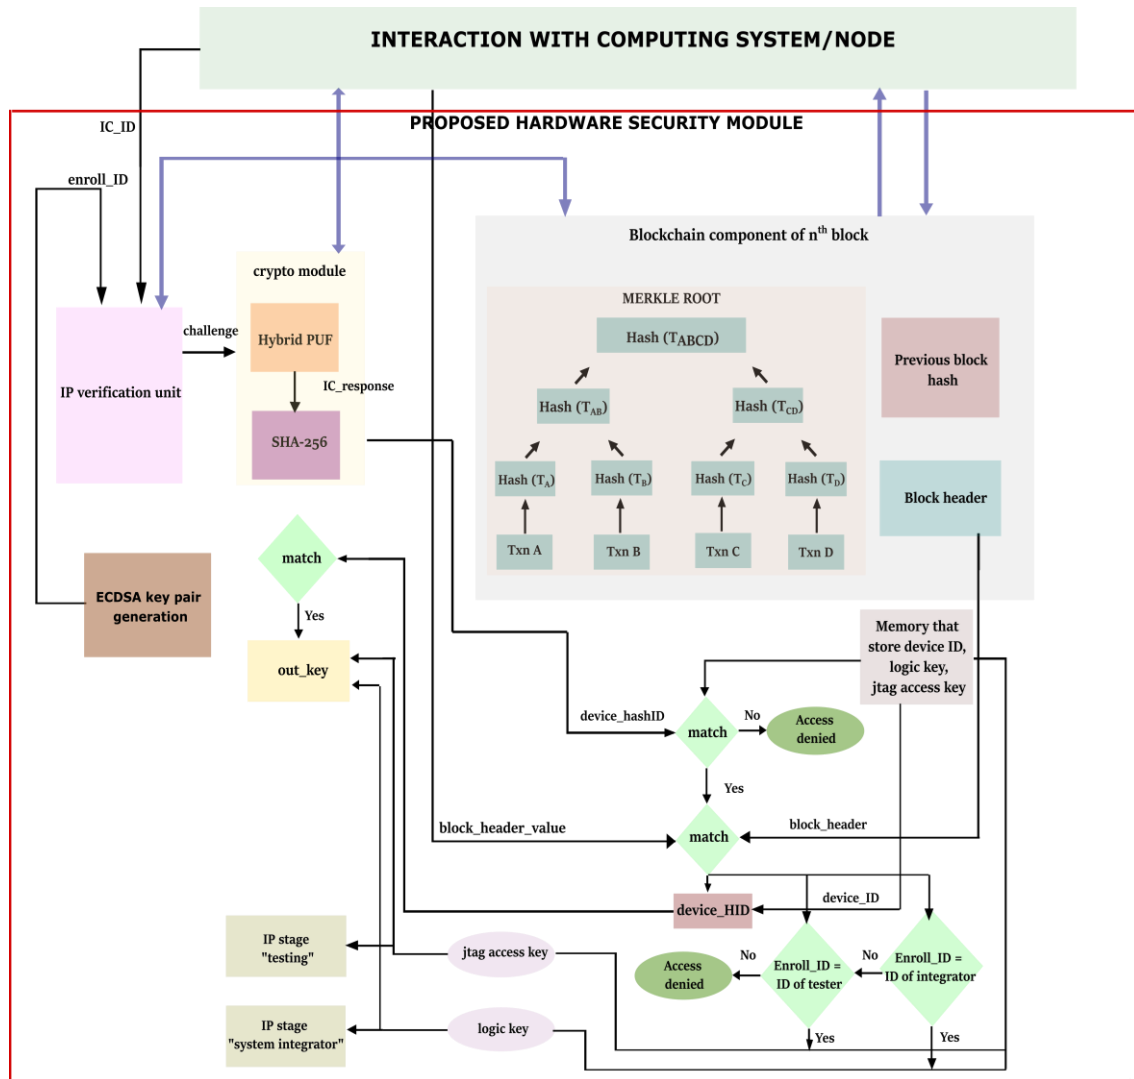 INTERACTION WITH COMPUTING SYSTEM/NODE
PROPOSED HARDWARE SECURITY MODULE
IC_ID
enroll_ID
Blockchain component of nth block
crypto module
MERKLE ROOT
Hash (TABCD)
challenge
Hybrid PUF
Previous block
hash
IP verification unit
IC_response
Hash (TAB)
Hash (TCD)
SHA-256
Hash (TA)
Hash (TB)
Hash (TC)
Hash (TD)
Block header
Txn A
Txn B
Txn C
Txn D
match
ECDSA key pair
generation
Yes
out_key
Memory that
store device ID,
logic key,
jtag access key
device_hashID
match
No
Access
denied
Yes
block_header_value
match
block_header
device_HID
device_ID
IP stage
"testing"
jtag access key
Access
denied
No
Enroll_ID =
ID of tester
No
Enroll_ID =
ID of integrator
IP stage
"system integrator"
logic key
Yes
Yes